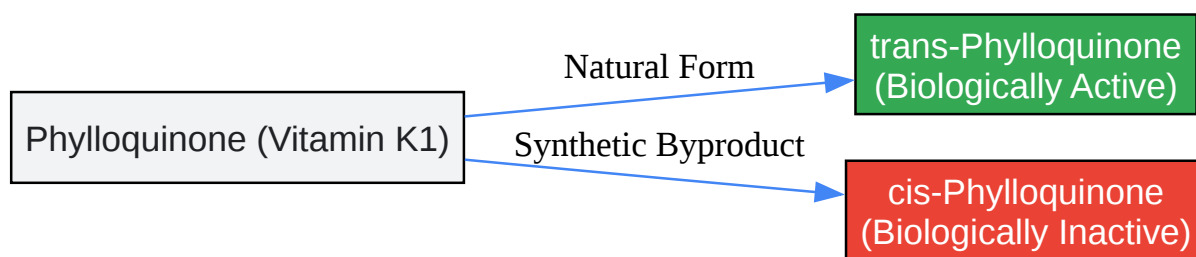 Phylloquinone (Vitamin K1)
Natural Form
Synthetic Byproduct
trans-Phylloquinone
(Biologically Active)
cis-Phylloquinone
(Biologically Inactive)